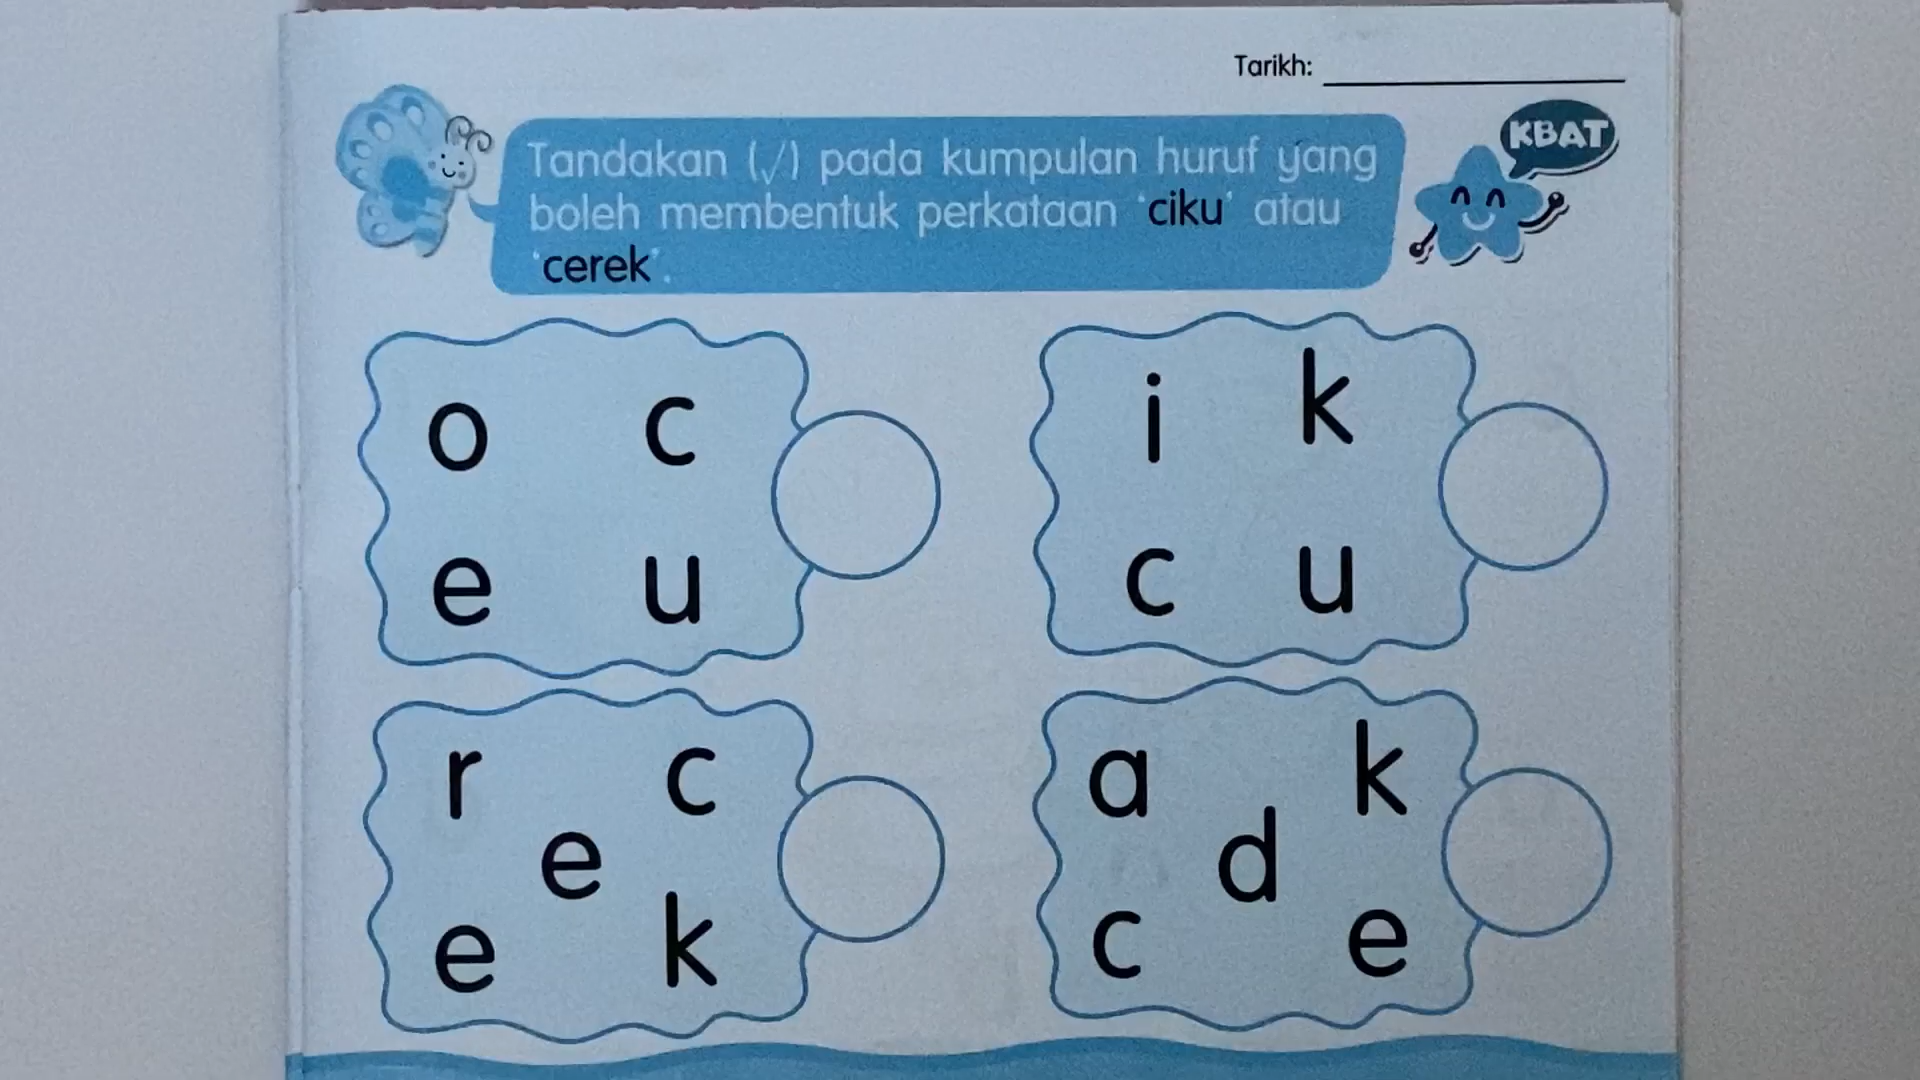 Tarikh:
KBAT
Tandakan (√) pada kumpulan huruf yang
boleh membentuk perkataan 'ciku' atau
'cerek'.
o c
e u
i k
c u
r c
e
e k
a k
d
c e